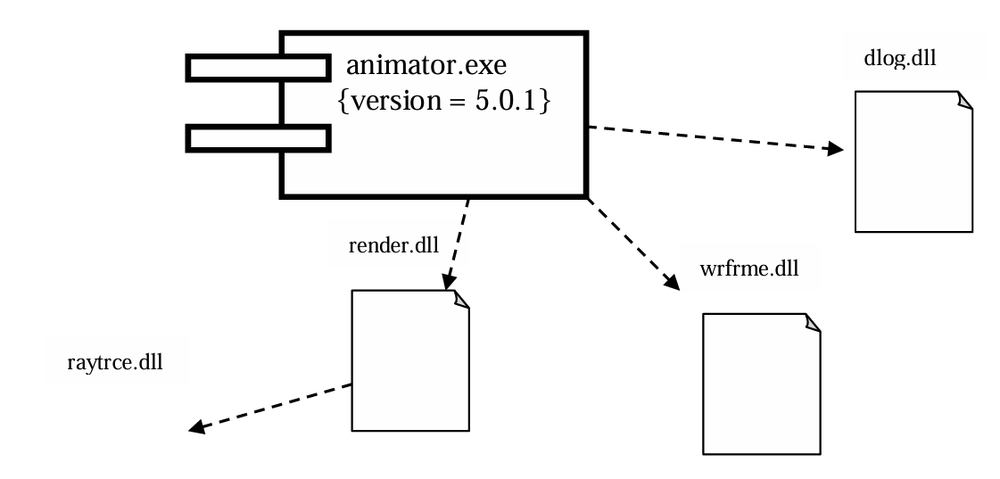 animator.exe
{version = 5.0.1}
dlog.dll
render.dll
wrfrme.dll
raytrce.dll